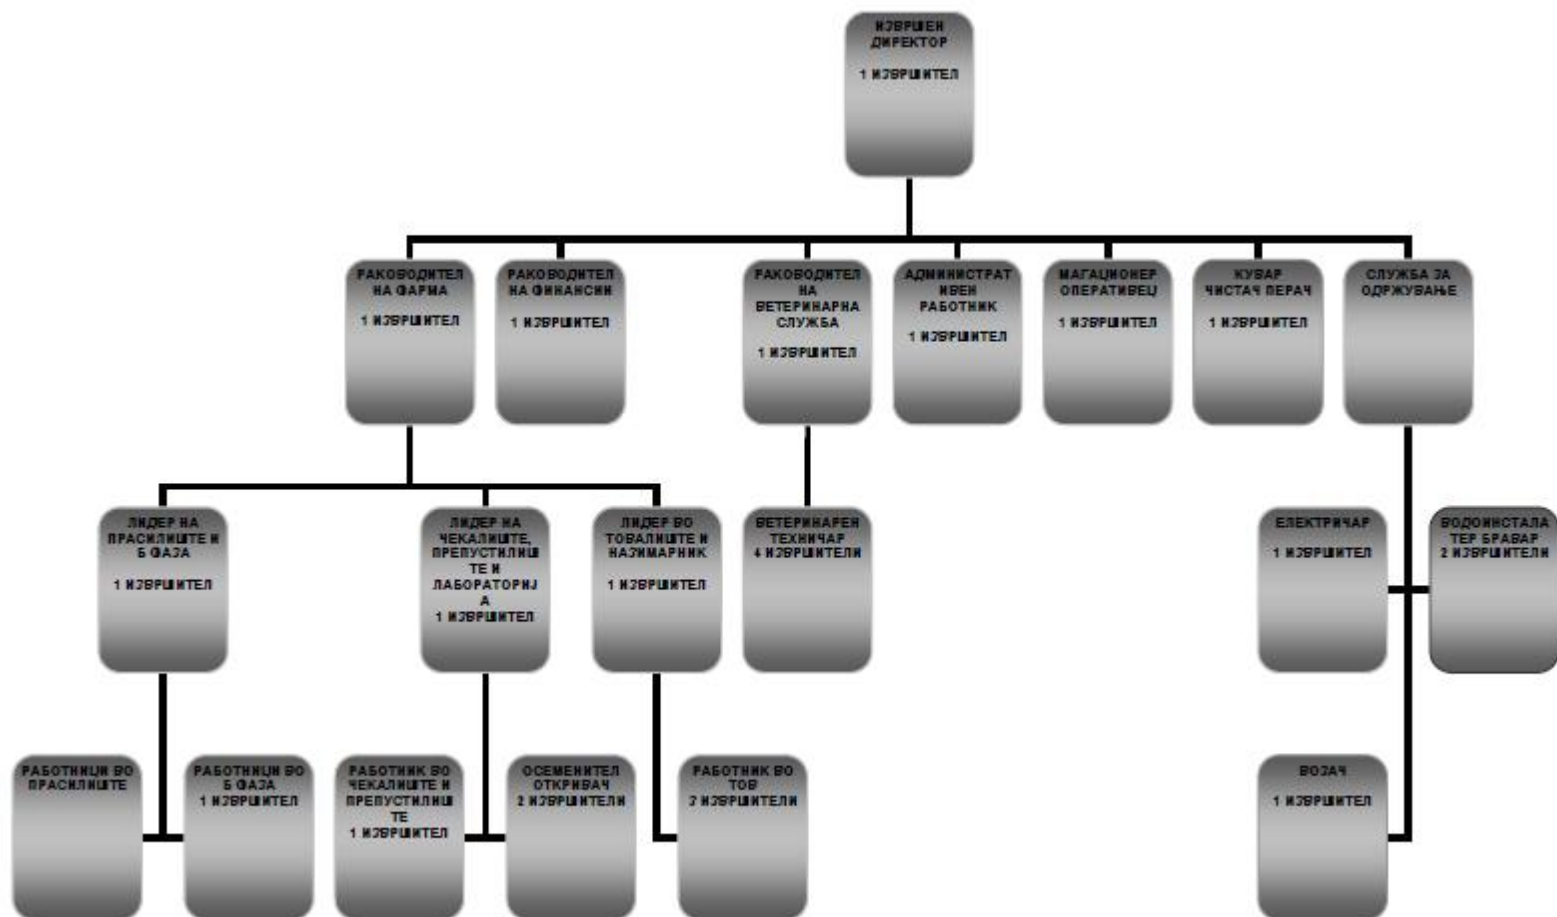 ИЗВРШЕН
ДИРЕКТОР
1 ИЗВРШИТЕЛ
РАКОВОДИТЕЛ
НА ФАРМА
1 ИЗВРШИТЕЛ
РАКОВОДИТЕЛ
НА ФИНАНСИИ
1 ИЗВРШИТЕЛ
РАКОВОДИТЕЛ
НА
ВЕТЕРИНАРНА
СЛУЖБА
1 ИЗВРШИТЕЛ
АДМИНИСТРАТ
ИВЕН
РАБОТНИК
1 ИЗВРШИТЕЛ
МАГАЦИОНЕР
ОПЕРАТИВЕЦ
1 ИЗВРШИТЕЛ
КУВАР
ЧИСТАЧ ПЕРАЧ
1 ИЗВРШИТЕЛ
СЛУЖБА ЗА
ОДРЖУВАЊЕ
ЛИДЕР НА
ПРАСИЛИШТЕ И
Б ФАЗА
1 ИЗВРШИТЕЛ
ЛИДЕР НА
ЧЕКАЛИШТЕ,
ПРЕПУСТИЛИШ
ТЕ И
ЛАБОРАТОРИЈ
А
1 ИЗВРШИТЕЛ
ЛИДЕР ВО
ТОВАЛИШТЕ И
НАЗИМАРНИК
1 ИЗВРШИТЕЛ
ВЕТЕРИНАРЕН
ТЕХНИЧАР
4 ИЗВРШИТЕЛИ
ЕЛЕКТРИЧАР
1 ИЗВРШИТЕЛ
ВОДОИНСТАЛА
ТЕР БРАВАР
2 ИЗВРШИТЕЛИ
РАБОТНИЦИ ВО
ПРАСИЛИШТЕ
РАБОТНИЦИ ВО
Б ФАЗА
1 ИЗВРШИТЕЛ
РАБОТНИК ВО
ЧЕКАЛИШТЕ И
ПРЕПУСТИЛИШ
ТЕ
1 ИЗВРШИТЕЛ
ОСЕМЕНИТЕЛ
ОТКРИВАЧ
2 ИЗВРШИТЕЛИ
РАБОТНИК ВО
ТОВ
3 ИЗВРШИТЕЛИ
ВОЗАЧ
1 ИЗВРШИТЕЛ